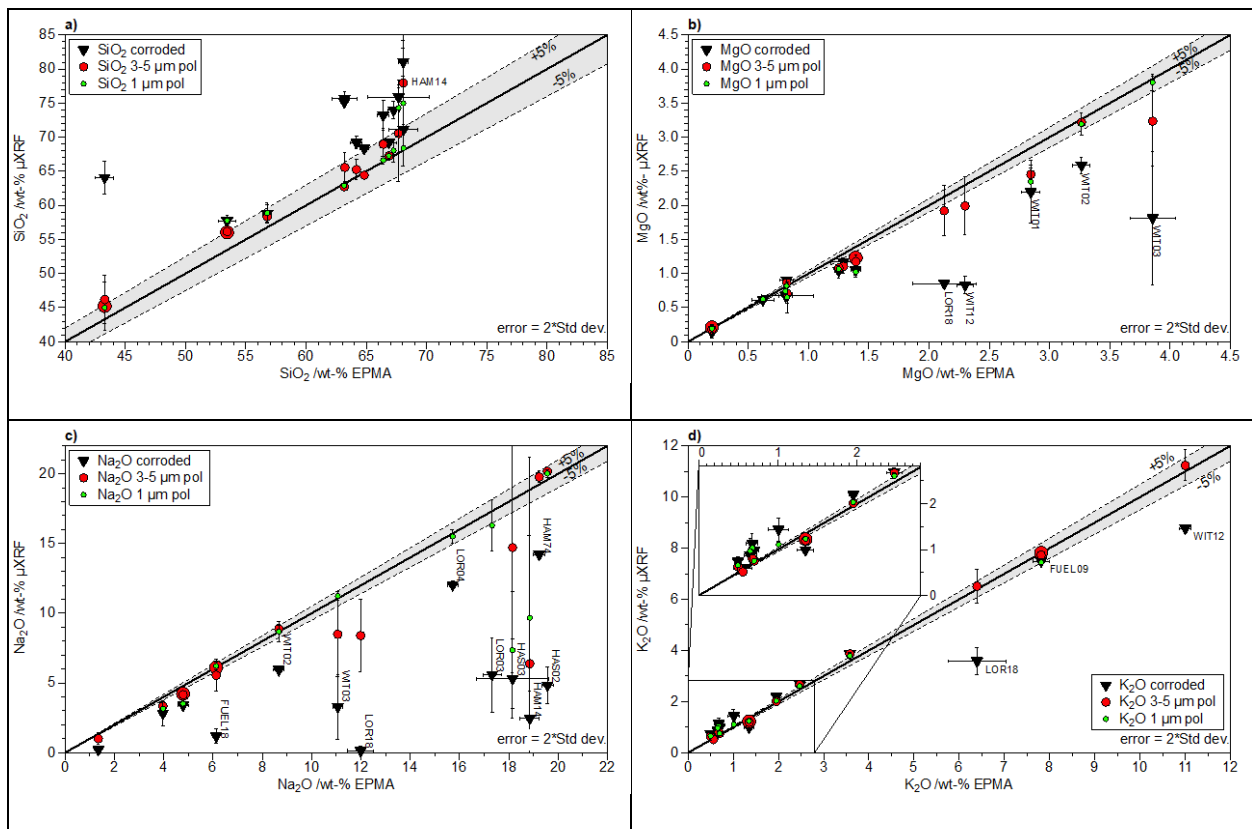 a)
SiO2 corroded
SiO2 3-5 µm pol
SiO2 1 µm pol
+5%
-5%
HAM14
error = 2*Std dev.
85
80
75
70
65
60
55
50
45
40
SiO2 /wt-% µXRF
40 45 50 55 60 65 70 75 80 85
SiO2 /wt-% EPMA
b)
MgO corroded
MgO 3-5 µm pol
MgO 1 µm pol
+5%
-5%
WIT01
WIT02
WIT03
LOR18
WIT12
error = 2*Std dev.
4.5
4.0
3.5
3.0
2.5
2.0
1.5
1.0
0.5
0.0
MgO /wt%- µXRF
0.0 0.5 1.0 1.5 2.0 2.5 3.0 3.5 4.0 4.5
MgO /wt-% EPMA
c)
Na2O corroded
Na2O 3-5 µm pol
Na2O 1 µm pol
+5%
-5%
WIT02
FUEL18
WIT03
LOR18
LOR04
LOR03
HAS03
HAM14
HAM74
HAS02
error = 2*Std dev.
20
16
12
8
4
0
Na2O /wt-% µXRF
0 2 4 6 8 10 12 14 16 18 20 22
Na2O /wt-% EPMA
d)
0 1 2
2
1
0
+5%
-5%
WIT12
FUEL09
LOR18
K2O corroded
K2O 3-5 µm pol
K2O 1 µm pol
error = 2*Std dev.
12
10
8
6
4
2
0
K2O /wt-% µXRF
0 1 2 3 4 5 6 7 8 9 10 11 12
K2O /wt-% EPMA